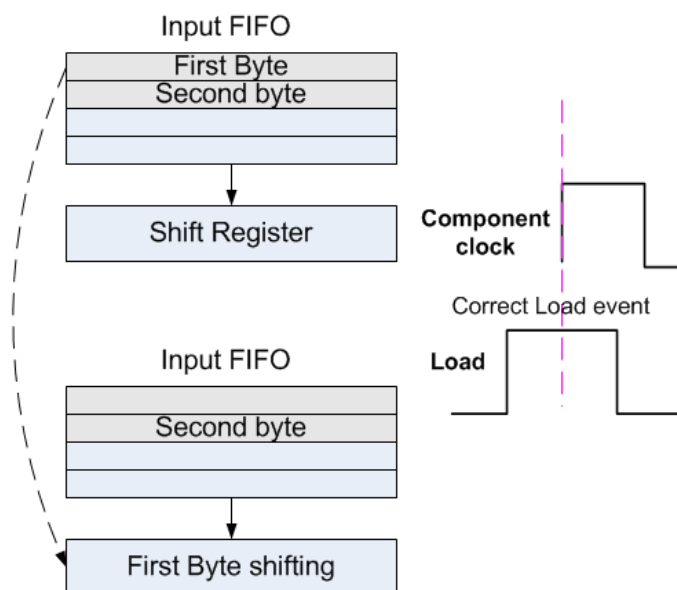 Input FIFO
First Byte
Second byte
Shift Register
Component
clock
Correct Load event
Load
Input FIFO
Second byte
First Byte shifting